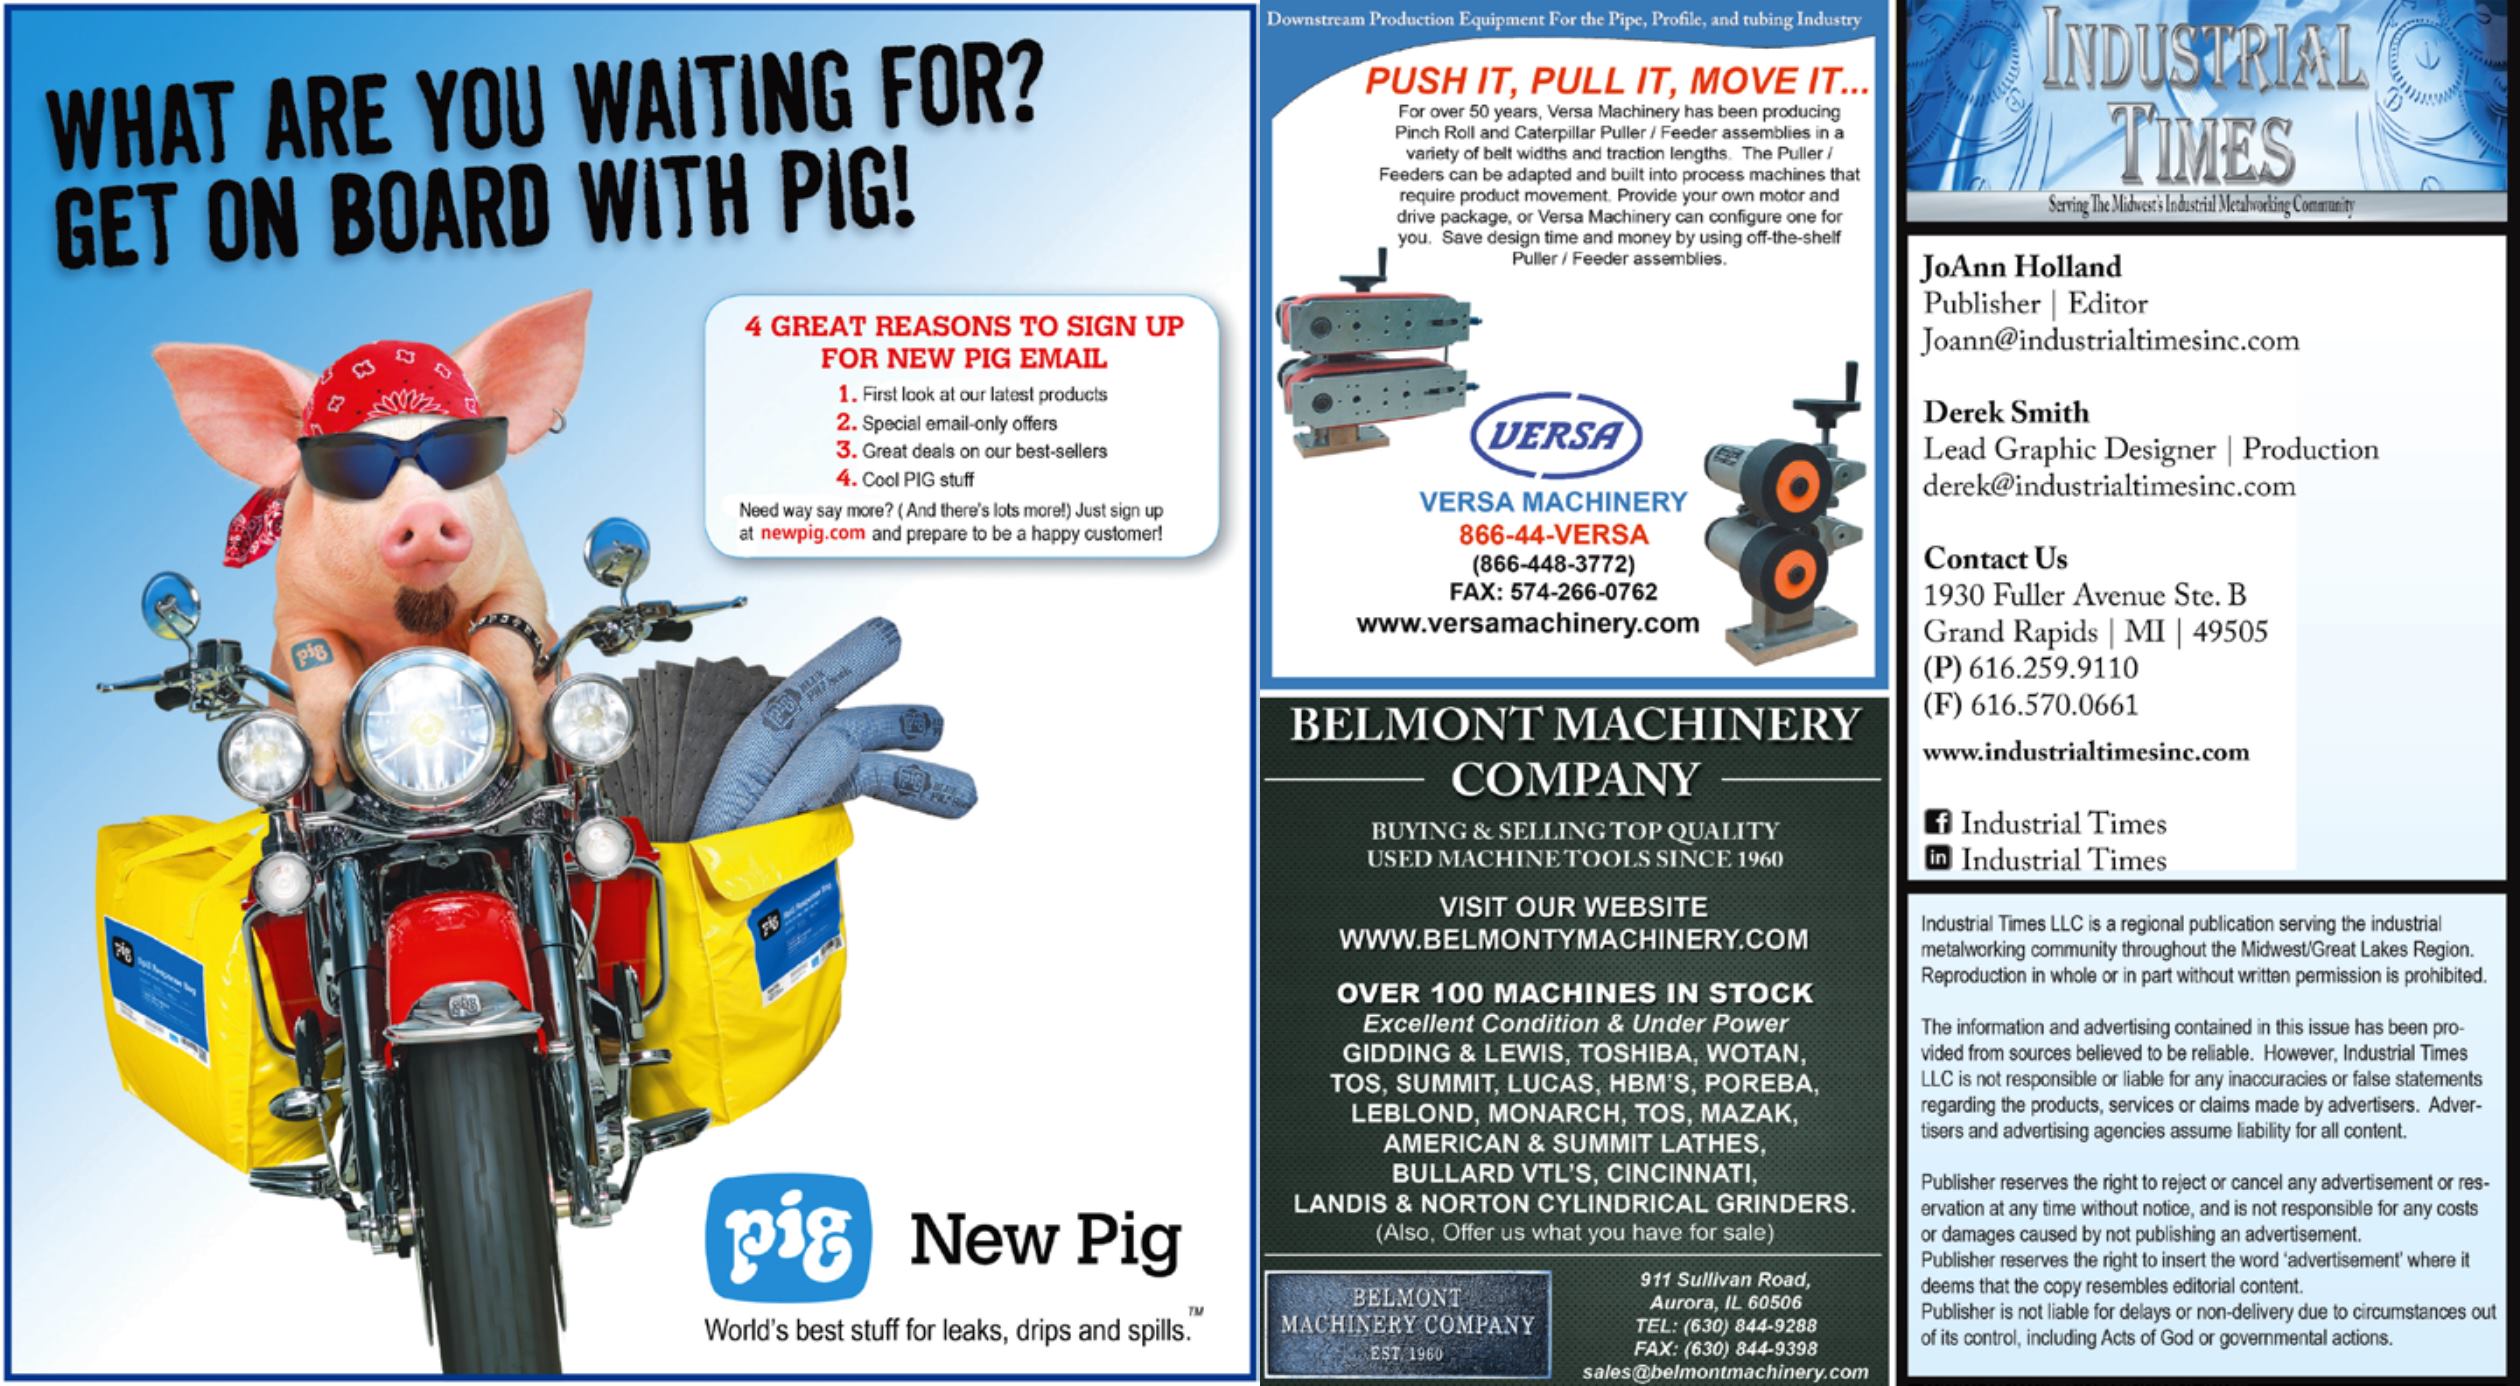 WHAT ARE YOU WAITING FOR?
GET ON BOARD WITH PIG!
4 GREAT REASONS TO SIGN UP
FOR NEW PIG EMAIL
1. First look at our latest products
2. Special email-only offers
3. Great deals on our best-sellers
4. Cool PIG stuff
Need way say more? ( And there's lots more!) Just sign up
at newpig.com and prepare to be a happy customer!
pig
pig
BLUE
pig
pig
pig
Spill Response Bag
pig
Spill Response Bag
pig
pig
New Pig
World's best stuff for leaks, drips and spills.™
Downstream Production Equipment For the Pipe, Profile, and tubing Industry
PUSH IT, PULL IT, MOVE IT...
For over 50 years, Versa Machinery has been producing
Pinch Roll and Caterpillar Puller / Feeder assemblies in a
variety of belt widths and traction lengths. The Puller /
Feeders can be adapted and built into process machines that
require product movement. Provide your own motor and
drive package, or Versa Machinery can configure one for
you. Save design time and money by using off-the-shelf
Puller / Feeder assemblies.
VERSA
VERSA MACHINERY
866-44-VERSA
(866-448-3772)
FAX: 574-266-0762
www.versamachinery.com
BELMONT MACHINERY
COMPANY
BUYING & SELLING TOP QUALITY
USED MACHINE TOOLS SINCE 1960
VISIT OUR WEBSITE
WWW.BELMONTYMACHINERY.COM
OVER 100 MACHINES IN STOCK
Excellent Condition & Under Power
GIDDING & LEWIS, TOSHIBA, WOTAN,
TOS, SUMMIT, LUCAS, HBM'S, POREBA,
LEBLOND, MONARCH, TOS, MAZAK,
AMERICAN & SUMMIT LATHES,
BULLARD VTL'S, CINCINNATI,
LANDIS & NORTON CYLINDRICAL GRINDERS.
(Also, Offer us what you have for sale)
BELMONT
MACHINERY COMPANY
EST. 1960
911 Sullivan Road,
Aurora, IL 60506
TEL: (630) 844-9288
FAX: (630) 844-9398
sales@belmontmachinery.com
INDUSTRIAL
TIMES
Serving The Midwest's Industrial Metalworking Community
JoAnn Holland
Publisher | Editor
Joann@industrialtimesinc.com
Derek Smith
Lead Graphic Designer | Production
derek@industrialtimesinc.com
Contact Us
1930 Fuller Avenue Ste. B
Grand Rapids | MI | 49505
(P) 616.259.9110
(F) 616.570.0661
www.industrialtimesinc.com
f Industrial Times
in Industrial Times
Industrial Times LLC is a regional publication serving the industrial
metalworking community throughout the Midwest/Great Lakes Region.
Reproduction in whole or in part without written permission is prohibited.
The information and advertising contained in this issue has been pro-
vided from sources believed to be reliable. However, Industrial Times
LLC is not responsible or liable for any inaccuracies or false statements
regarding the products, services or claims made by advertisers. Adver-
tisers and advertising agencies assume liability for all content.
Publisher reserves the right to reject or cancel any advertisement or res-
ervation at any time without notice, and is not responsible for any costs
or damages caused by not publishing an advertisement.
Publisher reserves the right to insert the word 'advertisement' where it
deems that the copy resembles editorial content.
Publisher is not liable for delays or non-delivery due to circumstances out
of its control, including Acts of God or governmental actions.